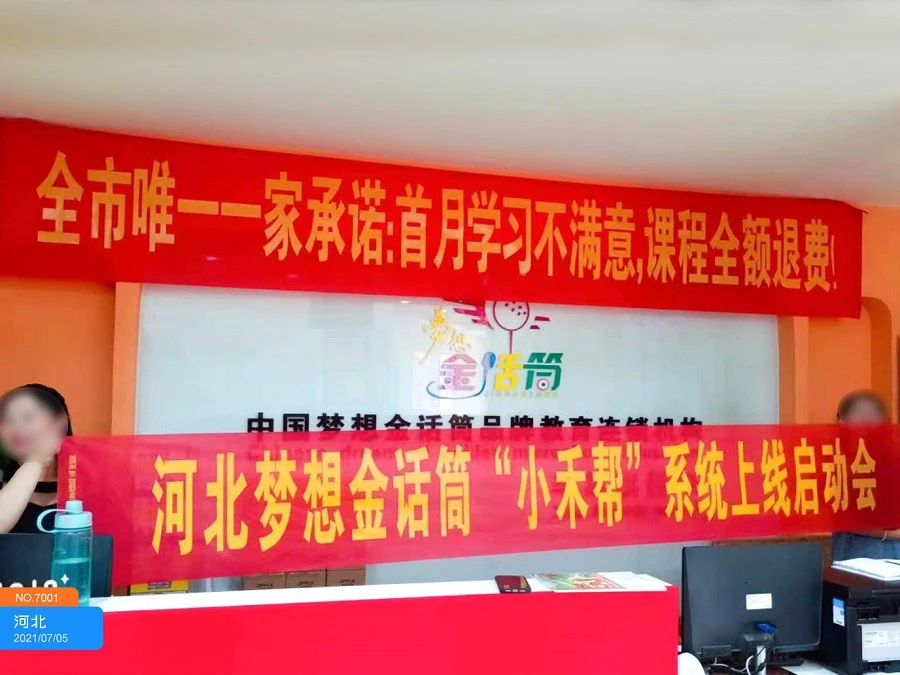 全市唯一一家承诺:首月学习不满意,课程全额退费!
梦想
金话筒
中国梦想金话筒品牌教育连锁机构
河北梦想金话筒“小禾帮”系统上线启动会
NO.7001
河北
2021/07/05